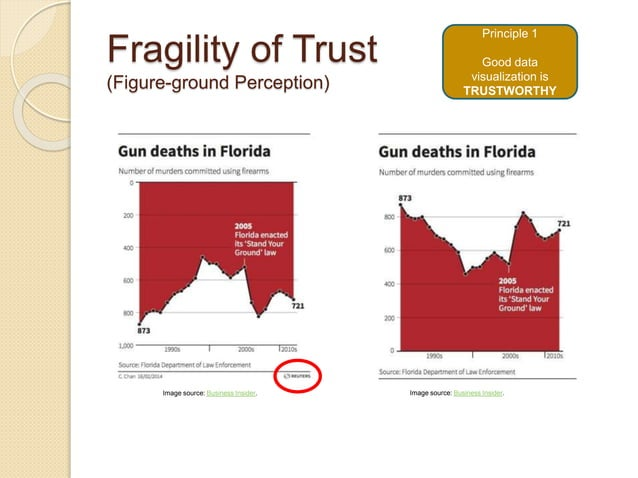 Fragility of Trust
(Figure-ground Perception)
Principle 1
Good data
visualization is
TRUSTWORTHY
Gun deaths in Florida
Number of murders committed using firearms
0
200
400
600
800
1,000
2005
Florida enacted
its 'Stand Your
Ground' law
873
721
1990s
2000s
2010s
Source: Florida Department of Law Enforcement
C. Chan 16/02/2014
REUTERS
Image source: Business Insider.
Gun deaths in Florida
Number of murders committed using firearms
873
800
600
400
200
0
721
2005
Florida enacted
its 'Stand Your
Ground' law
1990s
2000s
2010s
Source: Florida Department of Law Enforcement
Image source: Business Insider.